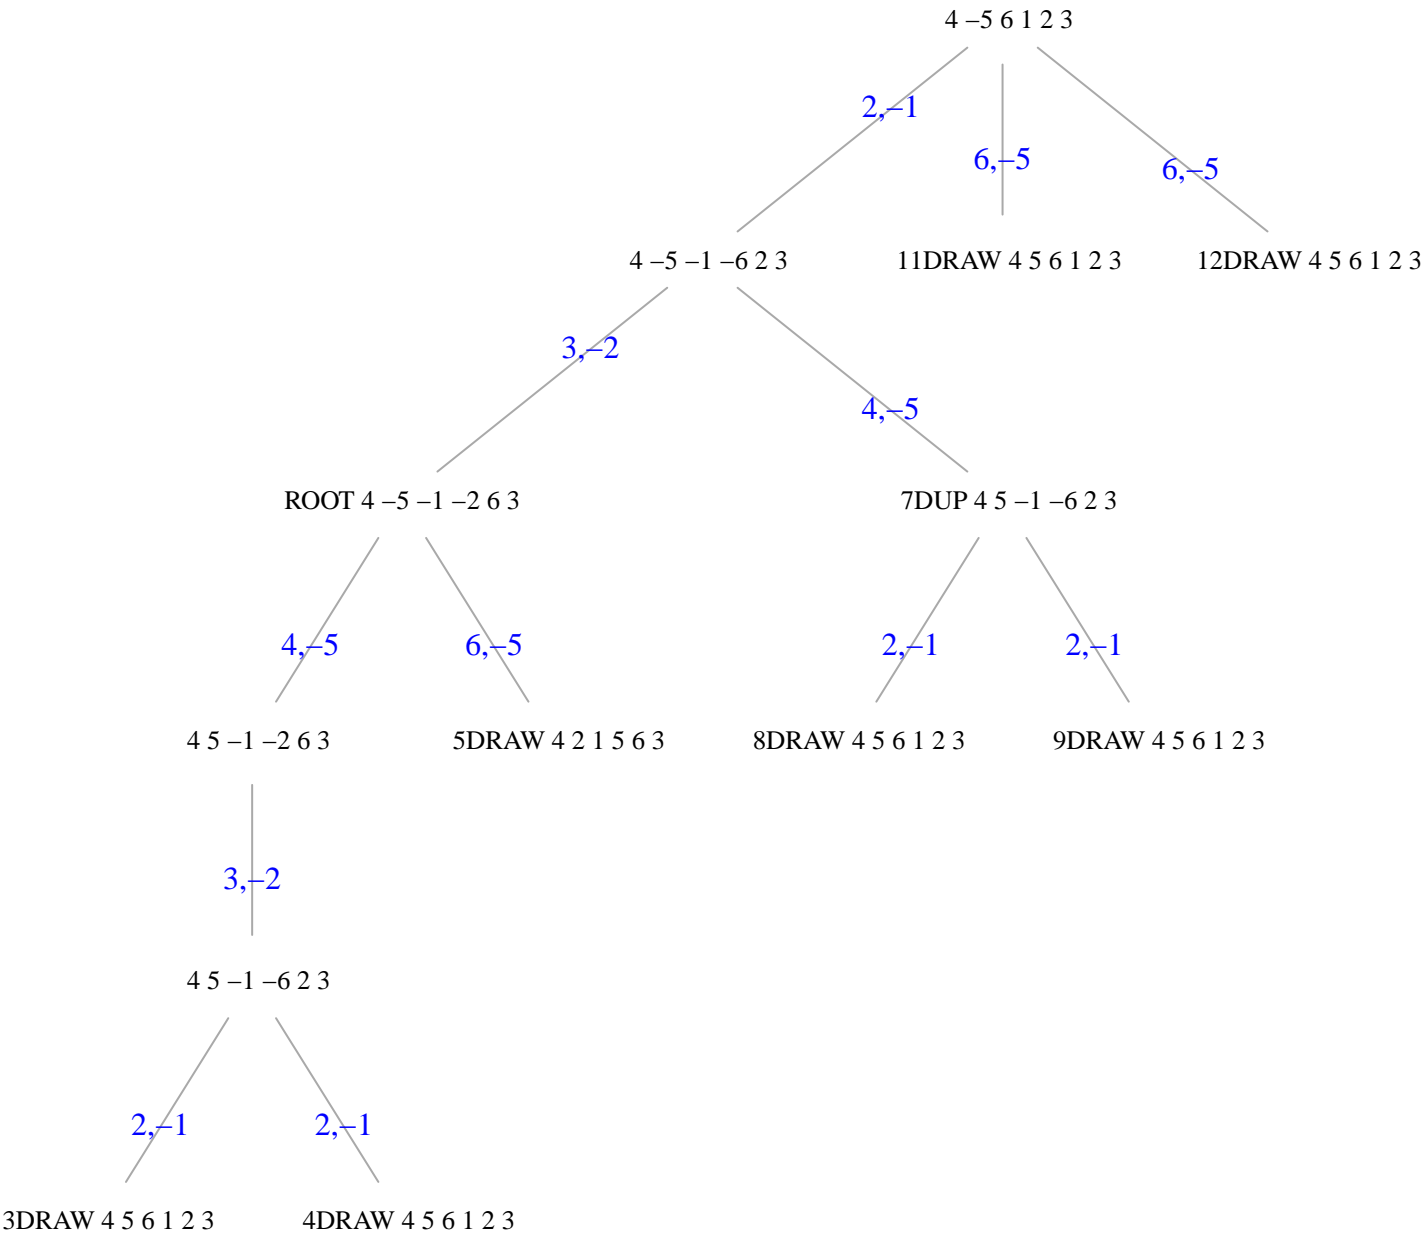 4 –5 6 1 2 3
2,–1
6,–5
6,–5
4 –5 –1 –6 2 3
11DRAW 4 5 6 1 2 3
12DRAW 4 5 6 1 2 3
3,–2
4,–5
ROOT 4 –5 –1 –2 6 3
7DUP 4 5 –1 –6 2 3
4,–5
6,–5
2,–1
2,–1
4 5 –1 –2 6 3
5DRAW 4 2 1 5 6 3
8DRAW 4 5 6 1 2 3
9DRAW 4 5 6 1 2 3
3,–2
4 5 –1 –6 2 3
2,–1
2,–1
3DRAW 4 5 6 1 2 3
4DRAW 4 5 6 1 2 3